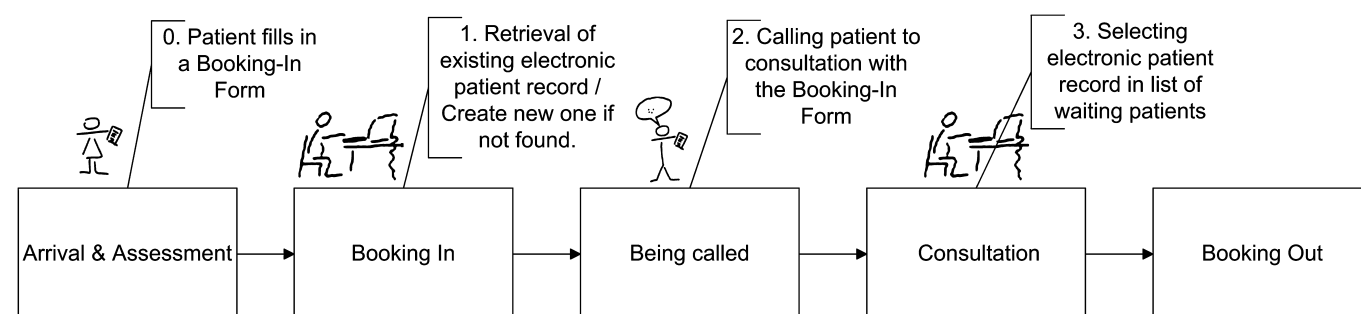 0. Patient fills in
a Booking-In
Form
1. Retrieval of
existing electronic
patient record /
Create new one if
not found.
2. Calling patient to
consultation with
the Booking-In
Form
3. Selecting
electronic patient
record in list of
waiting patients
Arrival & Assessment
Booking In
Being called
Consultation
Booking Out